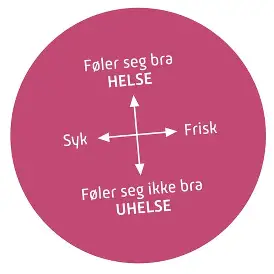 Føler seg bra
HELSE
Syk
Frisk
Føler seg ikke bra
UHELSE